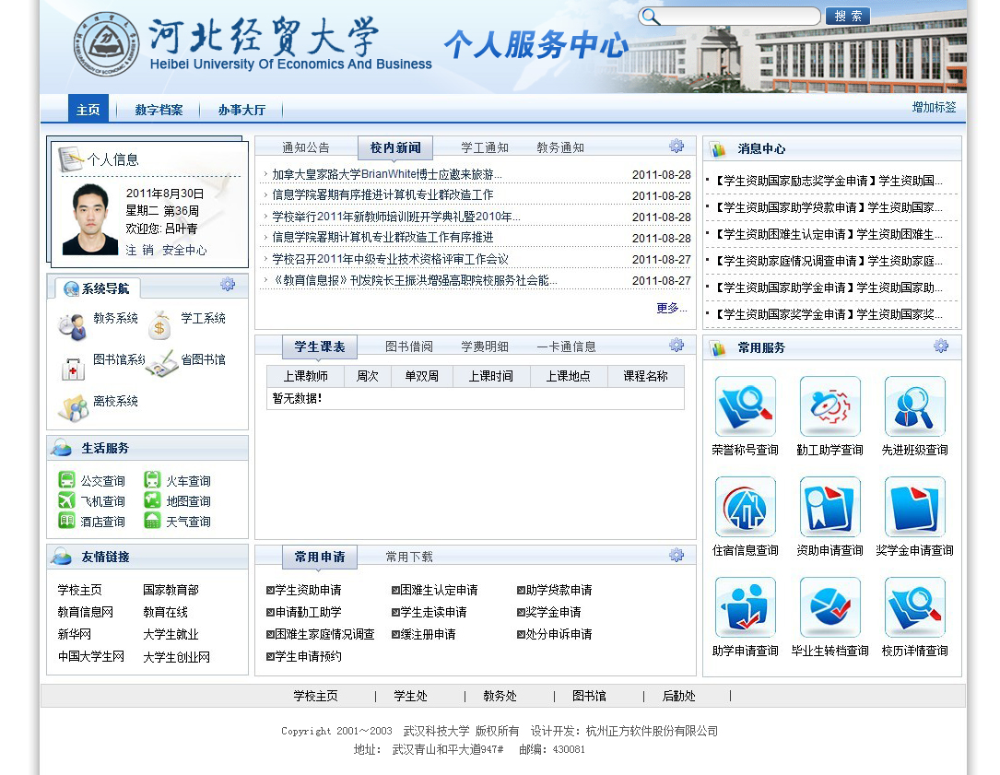 河北经贸大学
Heibei University Of Economics And Business
个人服务中心
搜 索
主页 数字档案 办事大厅
增加标签
个人信息
2011年8月30日
星期二 第36周
欢迎您: 吕叶青
注 销 安全中心
系统导航
教务系统 学工系统
图书馆系统 省图书馆
离校系统
生活服务
公交查询 火车查询
飞机查询 地图查询
酒店查询 天气查询
友情链接
学校主页 国家教育部
教育信息网 教育在线
新华网 大学生就业
中国大学生网 大学生创业网
通知公告 校内新闻 学工通知 教务通知
加拿大皇家路大学BrianWhite博士应邀来旅游... 2011-08-28
信息学院署期有序推进计算机专业群改造工作 2011-08-28
学校举行2011年新教师培训班开学典礼暨2010年... 2011-08-28
信息学院署期计算机专业群改造工作有序推进 2011-08-28
学校召开2011年中级专业技术资格评审工作会议 2011-08-27
《教育信息报》刊发院长王振洪增强高职院校服务社会能... 2011-08-27
更多...
学生课表 图书借阅 学费明细 一卡通信息
上课教师 周次 单双周 上课时间 上课地点 课程名称
暂无数据!
常用申请 常用下载
学生资助申请 困难生认定申请 助学贷款申请
申请勤工助学 学生走读申请 奖学金申请
困难生家庭情况调查 缓注册申请 处分申诉申请
学生申请预约
消息中心
【学生资助国家励志奖学金申请】学生资助国...
【学生资助国家助学贷款申请】学生资助国家...
【学生资助困难生认定申请】学生资助困难生...
【学生资助家庭情况调查申请】学生资助家庭...
【学生资助国家助学金申请】学生资助国家助...
【学生资助国家奖学金申请】学生资助国家奖...
常用服务
荣誉称号查询 勤工助学查询 先进班级查询
住宿信息查询 资助申请查询 奖学金申请查询
助学申请查询 毕业生转档查询 校历详情查询
学校主页 | 学生处 | 教务处 | 图书馆 | 后勤处 |
Copyright 2001～2003 武汉科技大学 版权所有 设计开发: 杭州正方软件股份有限公司
地址: 武汉青山和平大道947# 邮编: 430081